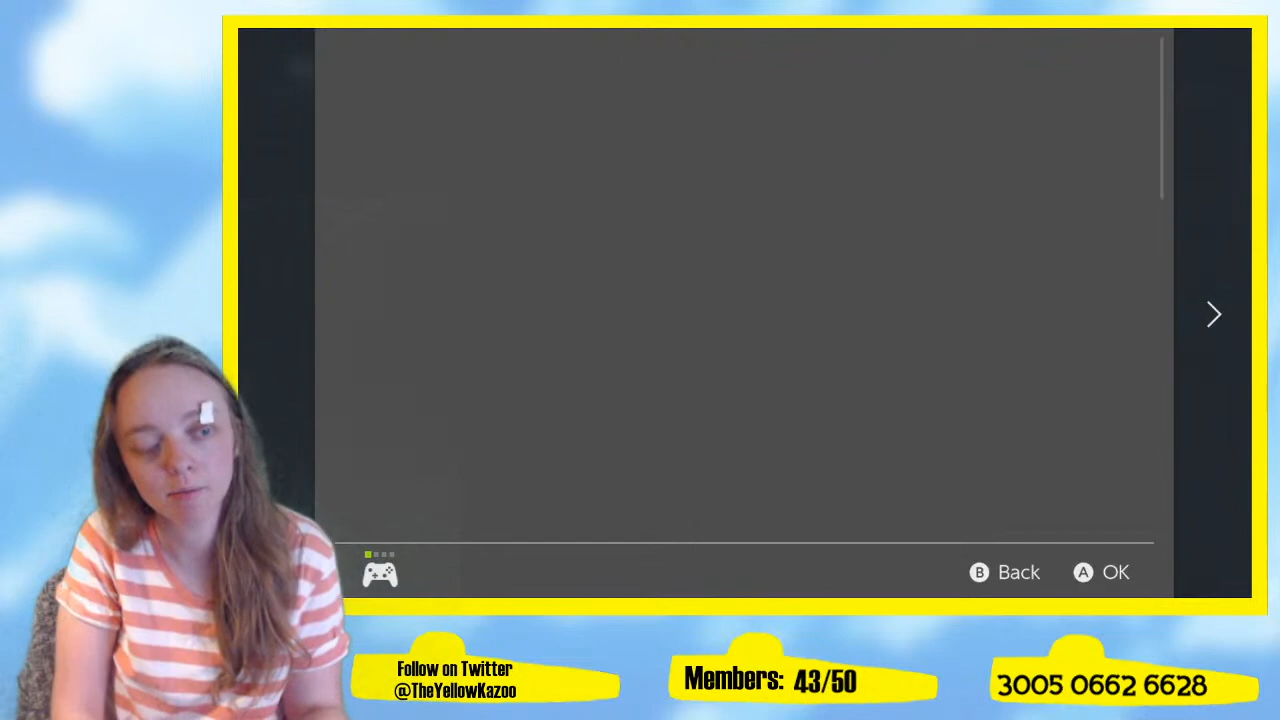 B Back
A OK
Follow on Twitter
@TheYellowKazoo
Members: 43/50
3005 0662 6628